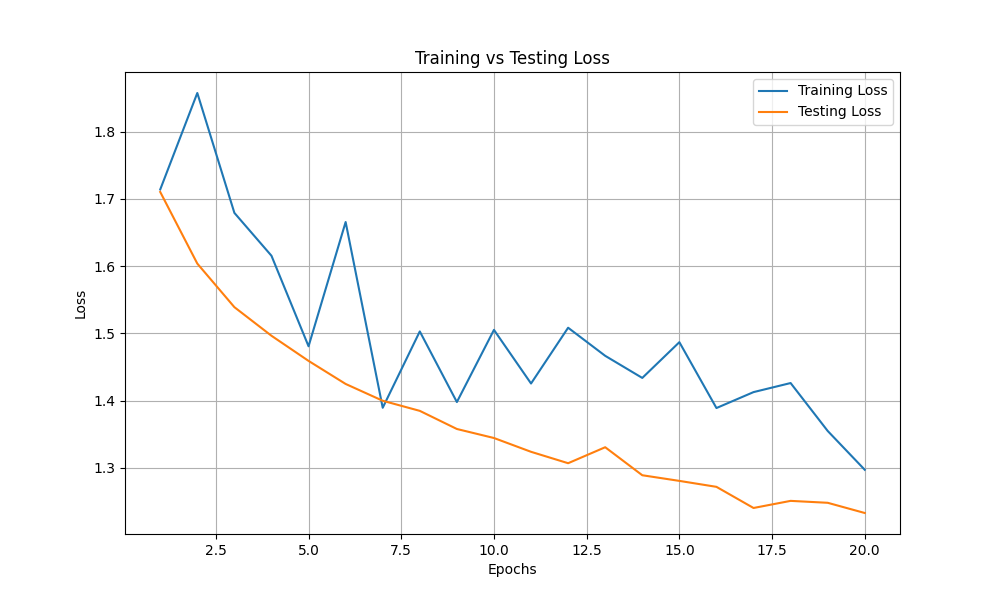 Training vs Testing Loss
Training Loss
Testing Loss
1.8
1.7
1.6
1.5
1.4
1.3
Loss
2.5 5.0 7.5 10.0 12.5 15.0 17.5 20.0
Epochs